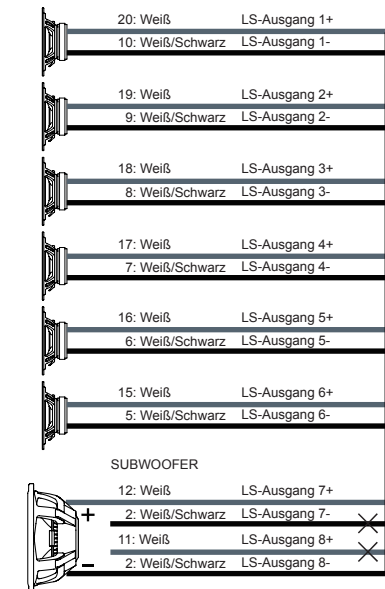 20: Weiß LS-Ausgang 1+
10: Weiß/Schwarz LS-Ausgang 1-
19: Weiß LS-Ausgang 2+
9: Weiß/Schwarz LS-Ausgang 2-
18: Weiß LS-Ausgang 3+
8: Weiß/Schwarz LS-Ausgang 3-
17: Weiß LS-Ausgang 4+
7: Weiß/Schwarz LS-Ausgang 4-
16: Weiß LS-Ausgang 5+
6: Weiß/Schwarz LS-Ausgang 5-
15: Weiß LS-Ausgang 6+
5: Weiß/Schwarz LS-Ausgang 6-
SUBWOOFER
12: Weiß LS-Ausgang 7+
+ 2: Weiß/Schwarz LS-Ausgang 7-
11: Weiß LS-Ausgang 8+
− 2: Weiß/Schwarz LS-Ausgang 8-